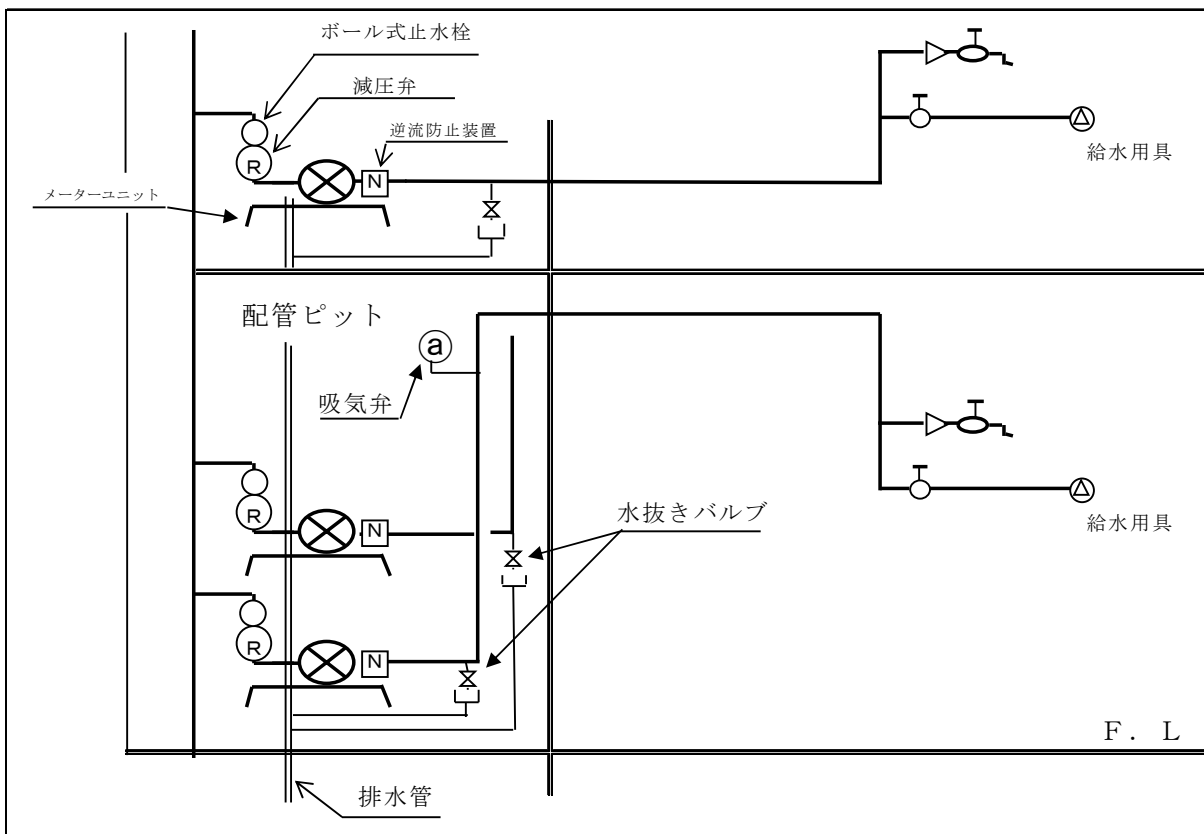 ボール式止水栓
減圧弁
逆流防止装置
R
N
給水用具
メーターユニット
配管ピット
a
吸気弁
R
N
水抜きバルブ
給水用具
R
N
F. L
排水管